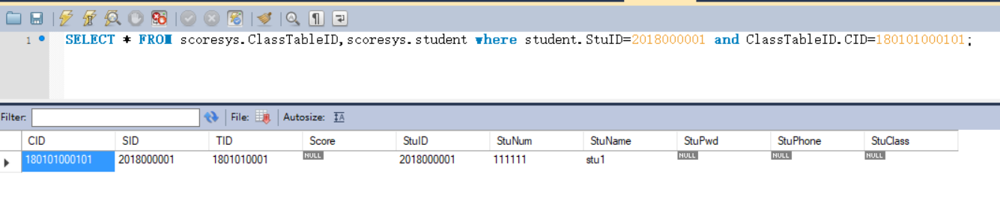 1 SELECT * FROM scoresys.ClassTableID,scoresys.student where student.StuID=2018000001 and ClassTableID.CID=180101000101;
Filter: File: Autosize:
CID SID TID Score StuID StuNum StuName StuPwd StuPhone StuClass
180101000101 2018000001 1801010001 NULL 2018000001 111111 stu1 NULL NULL NULL